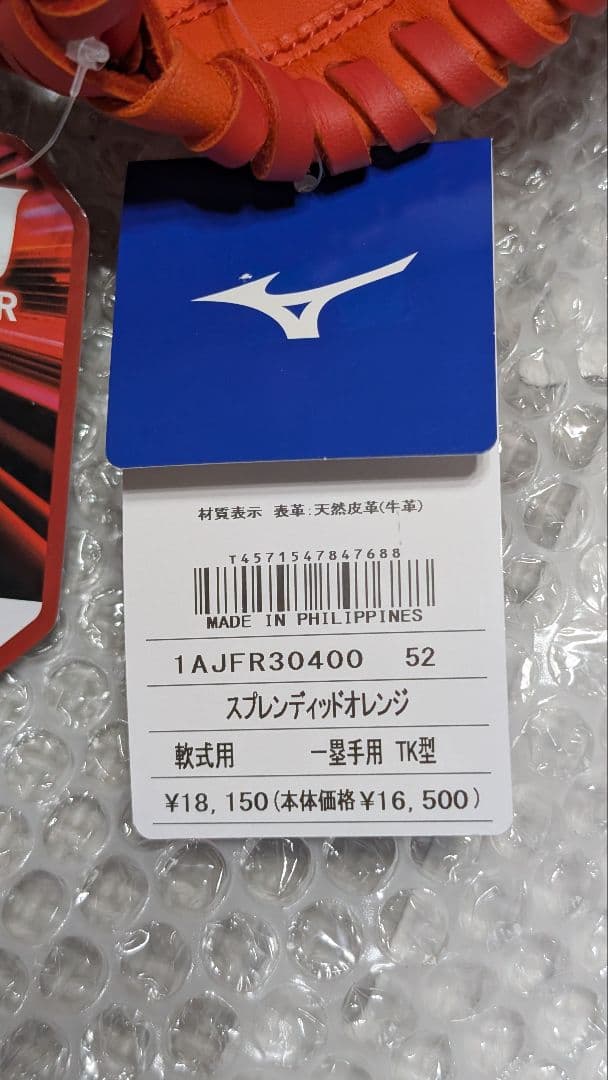 R
材質表示 表革:天然皮革(牛革)
T4571547847688
MADE IN PHILIPPINES
1AJFR30400 52
スプレンディッドオレンジ
軟式用 一塁手用 TK型
¥18,150(本体価格¥16,500)